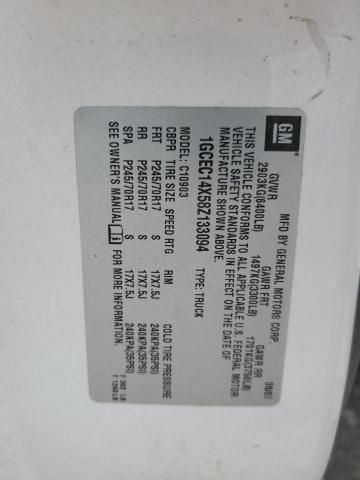 GM
MFD BY GENERAL MOTORS CORP. 08/07
GVWR GAWR FRT GAWR RR
2903KG(6400LB) 1497KG(3300LB) 1701KG(3750LB)
THIS VEHICLE CONFORMS TO ALL APPLICABLE U.S. FEDERAL MOTOR
VEHICLE SAFETY STANDARDS IN EFFECT ON THE DATE OF
MANUFACTURE SHOWN ABOVE.
1GCEC14X58Z133094 TYPE: TRUCK
MODEL: C10903
CBPR TIRE SIZE SPEED RTG RIM COLD TIRE PRESSURE
FRT P245/70R17 S 17X7.5J 240KPA(35PSI)
RR P245/70R17 S 17X7.5J 240KPA(35PSI)
SPA P245/70R17 S 17X7.5J 240KPA(35PSI)
SEE OWNER'S MANUAL i FOR MORE INFORMATION.